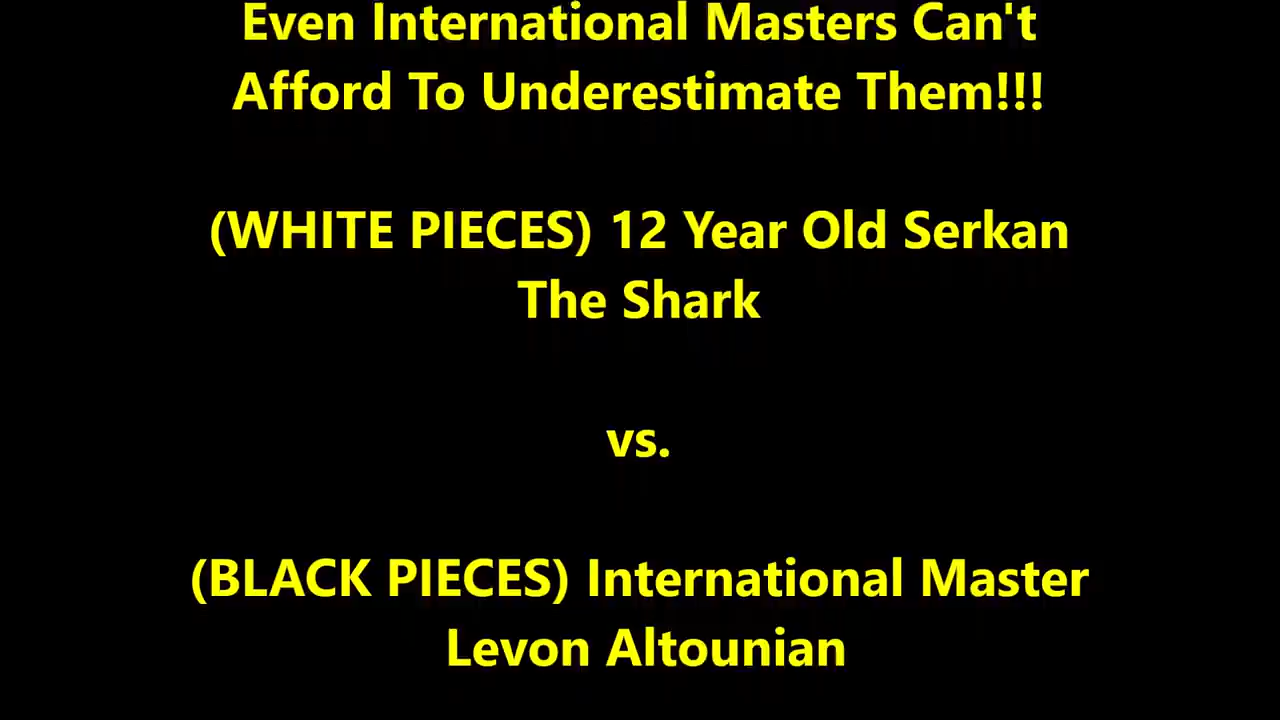 Even International Masters Can't
Afford To Underestimate Them!!!
(WHITE PIECES) 12 Year Old Serkan
The Shark
vs.
(BLACK PIECES) International Master
Levon Altounian